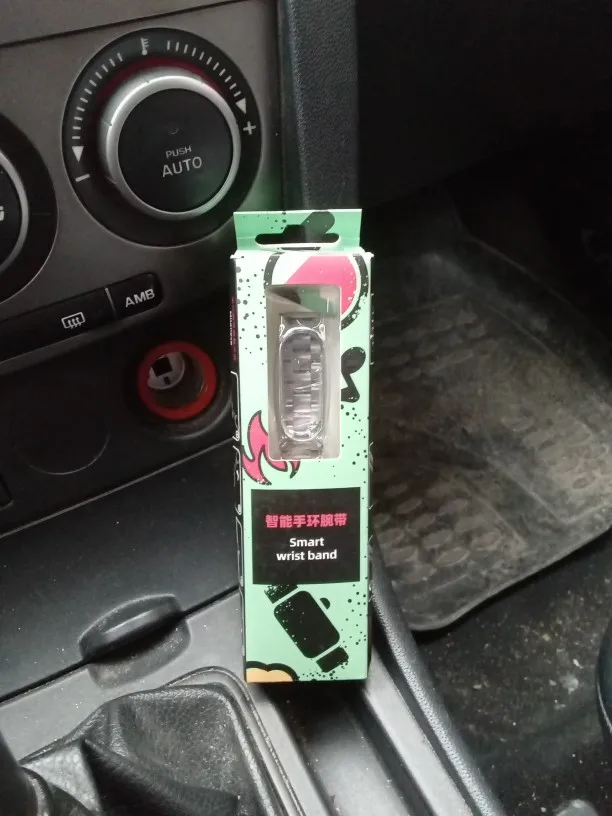 PUSH
AUTO
AMB
智能手环腕带
Smart
wrist band